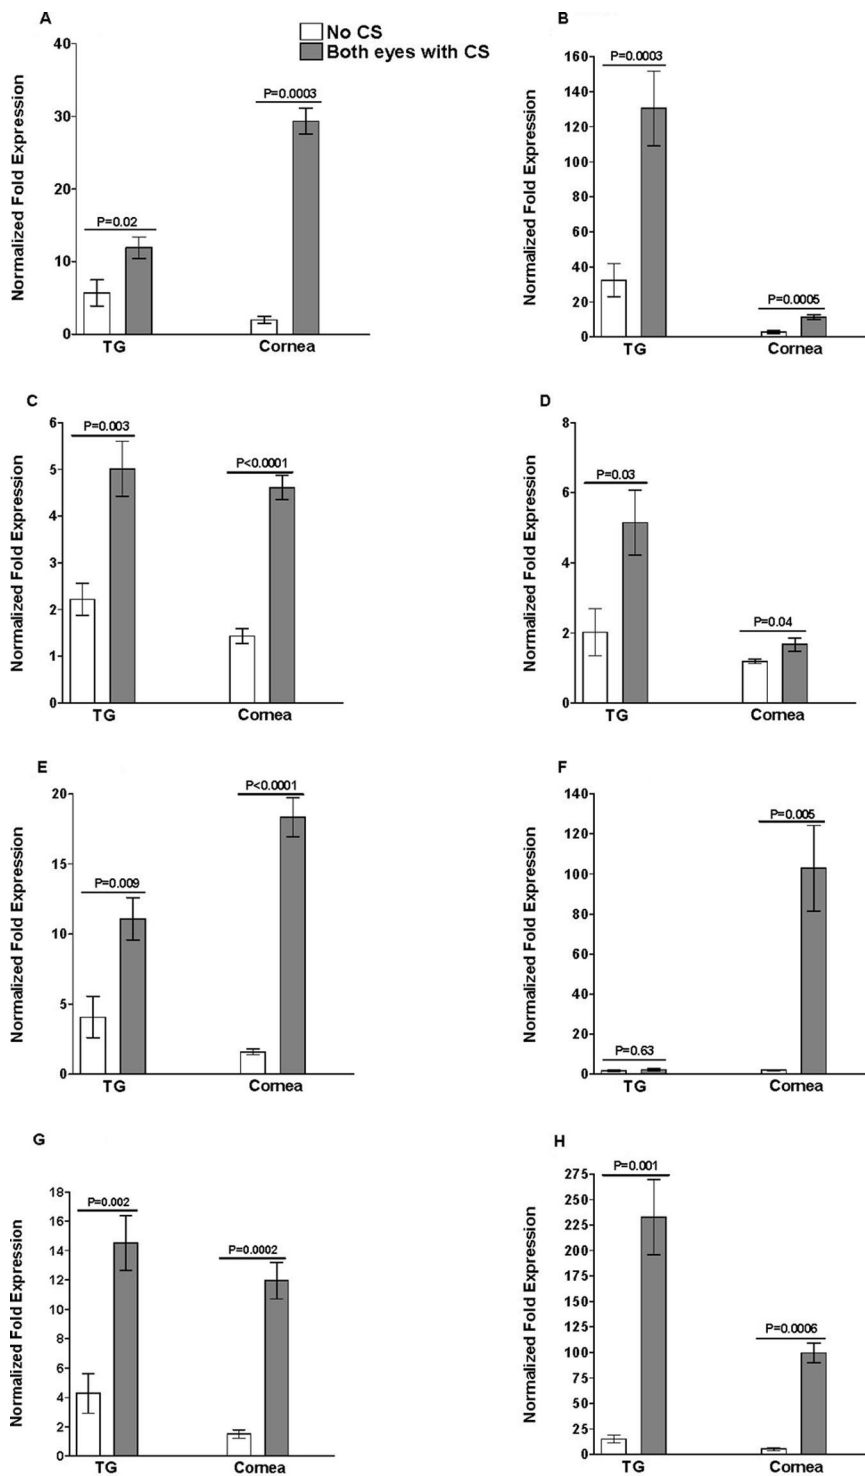 A
No CS
Both eyes with CS
Normalized Fold Expression
40
30
20
10
0
P=0.02
P=0.0003
TG
Cornea
B
Normalized Fold Expression
160
140
120
100
80
60
40
20
0
P=0.0003
P=0.0005
TG
Cornea
C
Normalized Fold Expression
6
5
4
3
2
1
0
P=0.003
P<0.0001
TG
Cornea
D
Normalized Fold Expression
8
6
4
2
0
P=0.03
P=0.04
TG
Cornea
E
Normalized Fold Expression
20
15
10
5
0
P=0.009
P<0.0001
TG
Cornea
F
Normalized Fold Expression
140
120
100
80
60
40
20
0
P=0.63
P=0.005
TG
Cornea
G
Normalized Fold Expression
18
16
14
12
10
8
6
4
2
0
P=0.002
P=0.0002
TG
Cornea
H
Normalized Fold Expression
275
250
225
200
175
150
125
100
75
50
25
0
P=0.001
P=0.0006
TG
Cornea